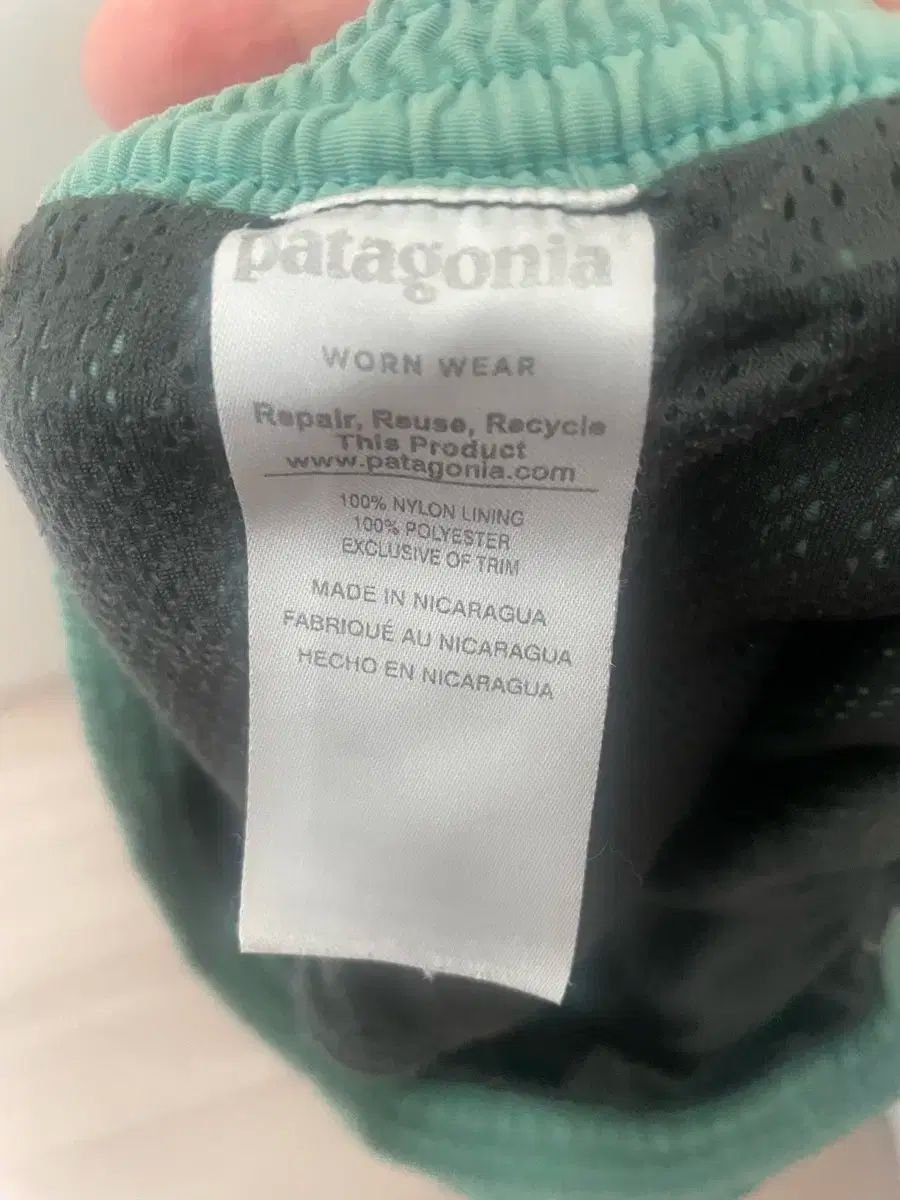 patagonia
WORN WEAR
Repair, Reuse, Recycle
This Product
www.patagonia.com
100% NYLON LINING
100% POLYESTER
EXCLUSIVE OF TRIM
MADE IN NICARAGUA
FABRIQUÉ AU NICARAGUA
HECHO EN NICARAGUA